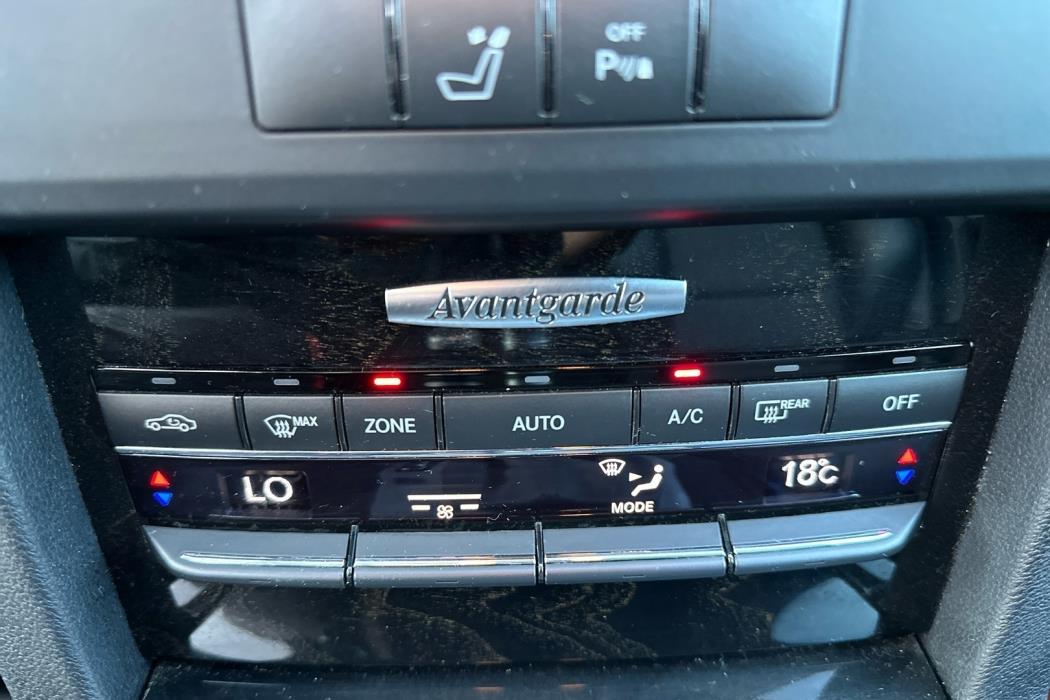 OFF
P
Avantgarde
MAX
ZONE
AUTO
A/C
REAR
OFF
LO
MODE
18°C